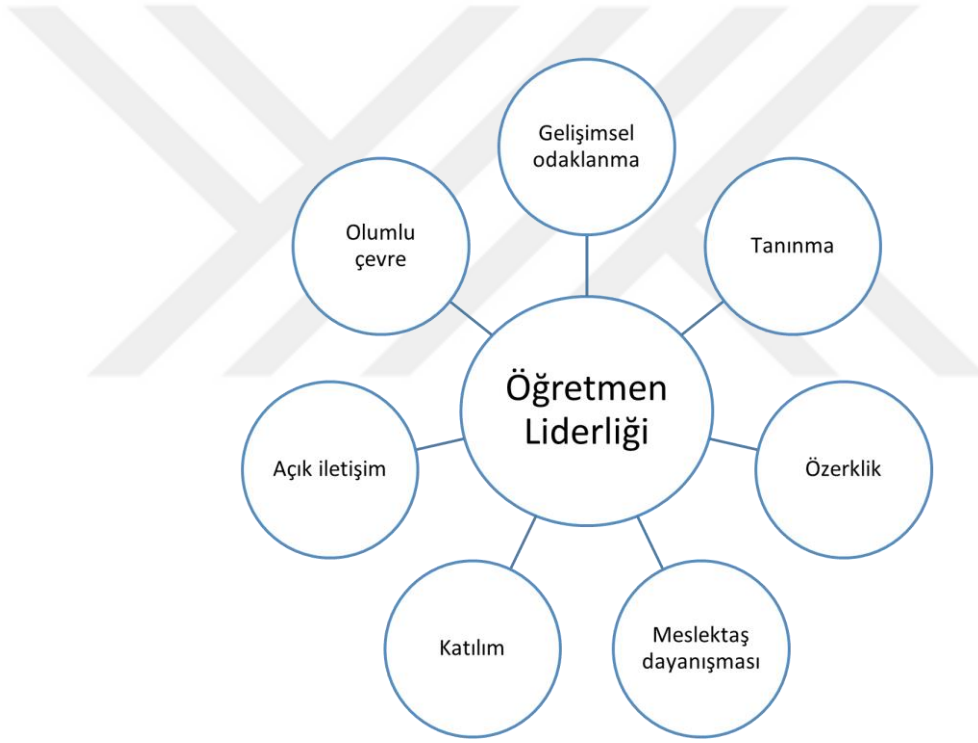 Gelişimsel
odaklanma
Tanınma
Özerklik
Meslektaş
dayanışması
Katılım
Açık iletişim
Olumlu
çevre
Öğretmen
Liderliği